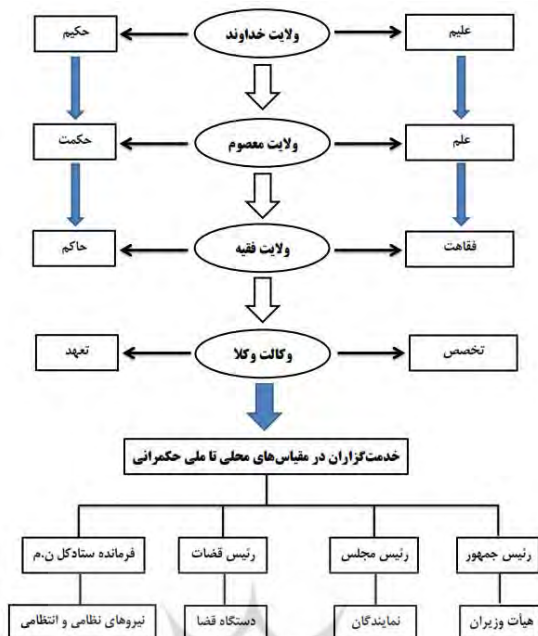 علیم
ولایت خداوند
حکیم
علم
ولایت معصوم
حکمت
فقاهت
ولایت فقیه
حاکم
تخصص
وکالت وکلا
تعهد
خدمت‌گزاران در مقیاس‌های محلی تا ملی حکمرانی
رئیس جمهور
رئیس مجلس
رئیس قضات
فرمانده ستادکل ن.م
هیأت وزیران
نمایندگان
دستگاه قضا
نیروهای نظامی و انتظامی